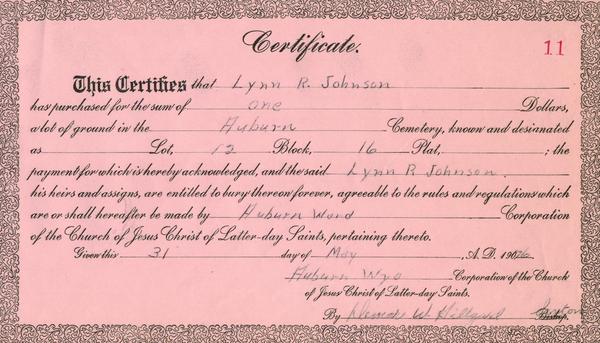 Certificate.
11
This Certifies that Lynn R. Johnson
has purchased for the sum of one Dollars,
a lot of ground in the Auburn Cemetery, known and desianated
as Lot, 12 Block, 16 Plat, ; the
payment for which is hereby acknowledged, and the said Lynn R Johnson
his heirs and assigns, are entitled to bury thereon forever, agreeable to the rules and regulations which
are or shall hereafter be made by Auburn Ward Corporation
of the Church of Jesus Christ of Latter-day Saints, pertaining thereto.
Given this 31 day of May, A. D. 19
Auburn Wyo Corporation of the Church
of Jesus Christ of Latter-day Saints.
By W. Bishop.